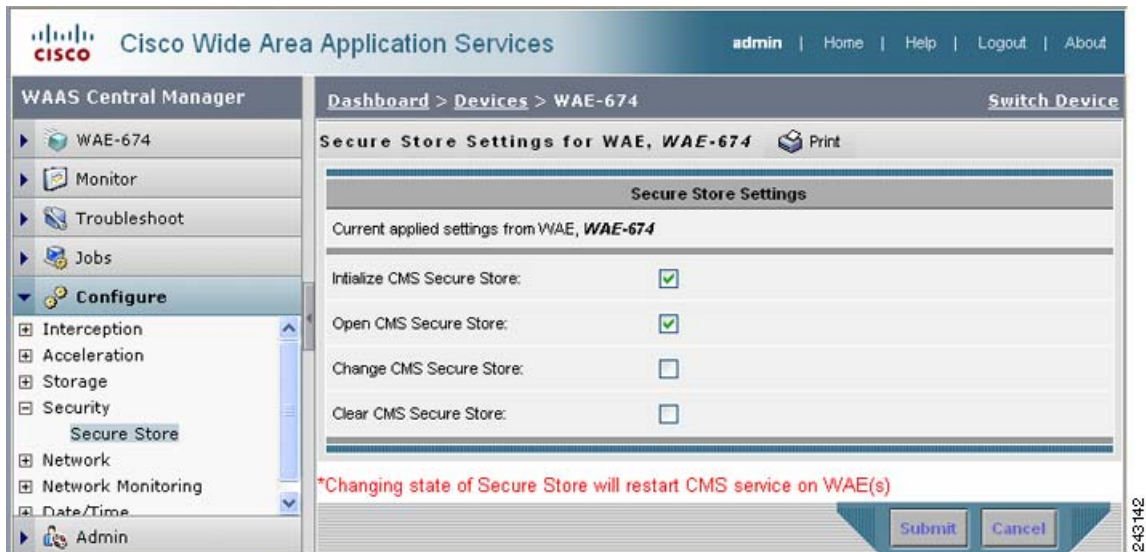 CISCO Cisco Wide Area Application Services
admin | Home | Help | Logout | About
WAAS Central Manager
WAE-674
Monitor
Troubleshoot
Jobs
Configure
Interception
Acceleration
Storage
Security
Secure Store
Network
Network Monitoring
Date/Time
Admin
Dashboard > Devices > WAE-674
Switch Device
Secure Store Settings for WAE, WAE-674 Print
Secure Store Settings
Current applied settings from WAE, WAE-674
Intialize CMS Secure Store:
Open CMS Secure Store:
Change CMS Secure Store:
Clear CMS Secure Store:
*Changing state of Secure Store will restart CMS service on WAE(s)
Submit Cancel
243142